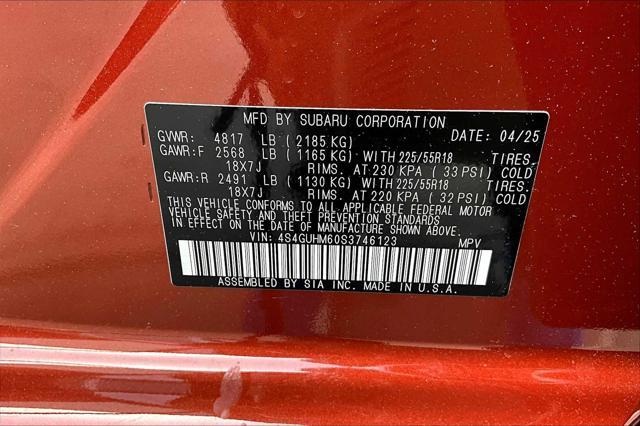 MFD BY SUBARU CORPORATION
GVWR: 4817 LB (2185 KG) DATE: 04/25
GAWR:F 2568 LB (1165 KG) WITH 225/55R18 TIRES.
18X7J RIMS. AT 230 KPA (33 PSI) COLD
GAWR:R 2491 LB (1130 KG) WITH 225/55R18 TIRES.
18X7J RIMS. AT 220 KPA (32 PSI) COLD
THIS VEHICLE CONFORMS TO ALL APPLICABLE FEDERAL MOTOR
VEHICLE SAFETY AND THEFT PREVENTION STANDARDS
IN EFFECT ON THE DATE OF MANUFACTURE SHOWN ABOVE.
VIN: 4S4GUHM60S3746123 MPV
ASSEMBLED BY SIA INC. MADE IN U.S.A.